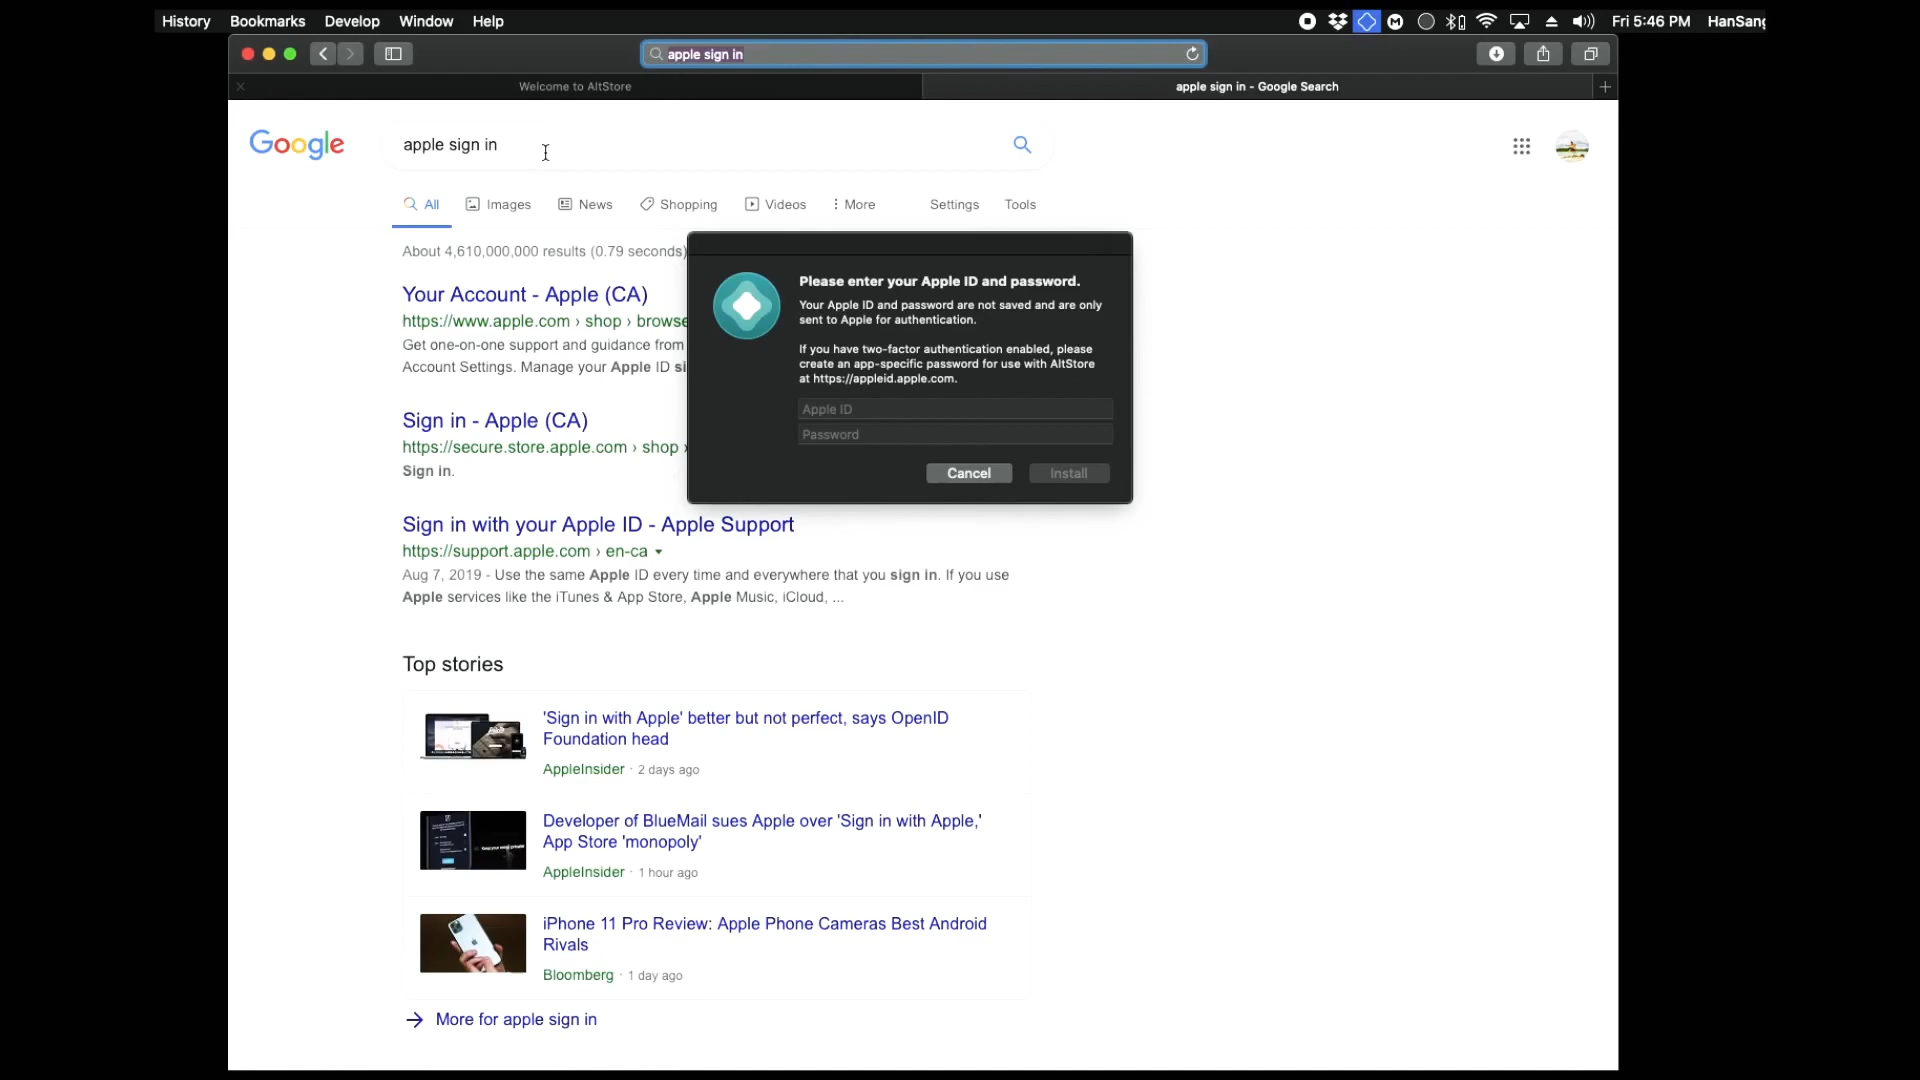 History Bookmarks Develop Window Help Fri 5:46 PM HanSang
apple sign in
Welcome to AltStore apple sign in - Google Search
Google apple sign in
All Images News Shopping Videos More Settings Tools
About 4,610,000,000 results (0.79 seconds)
Your Account - Apple (CA)
https://www.apple.com › shop › browse
Get one-on-one support and guidance from
Account Settings. Manage your Apple ID si
Sign in - Apple (CA)
https://secure.store.apple.com › shop ›
Sign in.
Please enter your Apple ID and password.
Your Apple ID and password are not saved and are only
sent to Apple for authentication.
If you have two-factor authentication enabled, please
create an app-specific password for use with AltStore
at https://appleid.apple.com.
Apple ID
Password
Cancel Install
Sign in with your Apple ID - Apple Support
https://support.apple.com › en-ca
Aug 7, 2019 - Use the same Apple ID every time and everywhere that you sign in. If you use
Apple services like the iTunes & App Store, Apple Music, iCloud, ...
Top stories
'Sign in with Apple' better but not perfect, says OpenID
Foundation head
AppleInsider · 2 days ago
Developer of BlueMail sues Apple over 'Sign in with Apple,'
App Store 'monopoly'
AppleInsider · 1 hour ago
iPhone 11 Pro Review: Apple Phone Cameras Best Android
Rivals
Bloomberg · 1 day ago
More for apple sign in